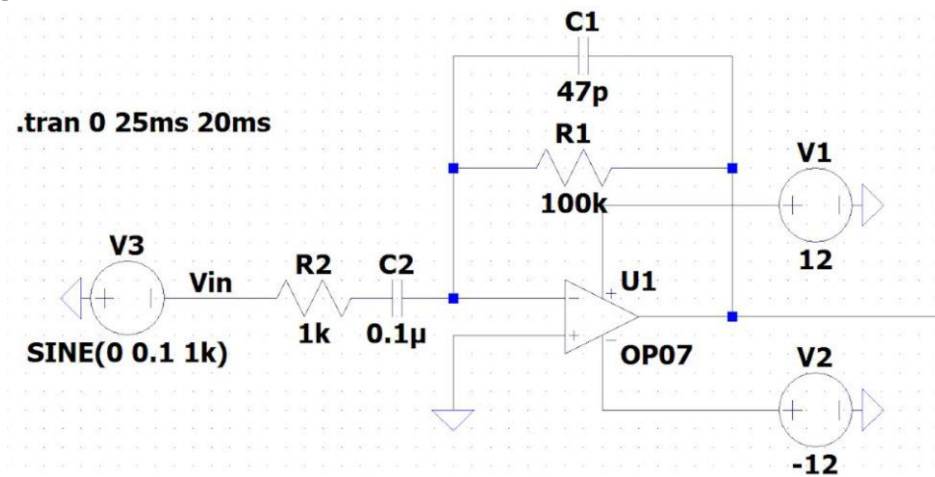 C1
47p
.tran 0 25ms 20ms
R1
100k
V1
12
V3
Vin
R2
C2
U1
1k
0.1µ
SINE(0 0.1 1k)
OP07
V2
-12